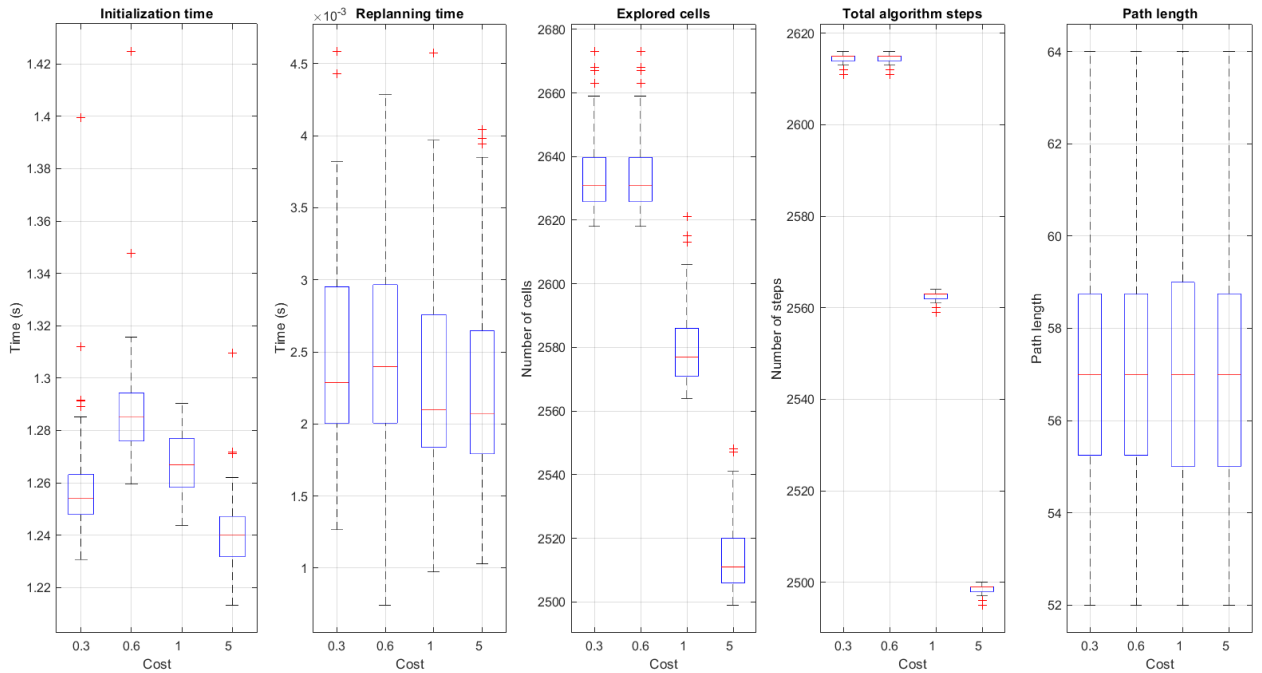 Initialization time
Time (s)
1.42
1.4
1.38
1.36
1.34
1.32
1.3
1.28
1.26
1.24
1.22
0.3 0.6 1 5
Cost
Replanning time
×10-3
Time (s)
4.5
4
3.5
3
2.5
2
1.5
1
0.3 0.6 1 5
Cost
Explored cells
Number of cells
2680
2660
2640
2620
2600
2580
2560
2540
2520
2500
0.3 0.6 1 5
Cost
Total algorithm steps
Number of steps
2620
2600
2580
2560
2540
2520
2500
0.3 0.6 1 5
Cost
Path length
Path length
64
62
60
58
56
54
52
0.3 0.6 1 5
Cost